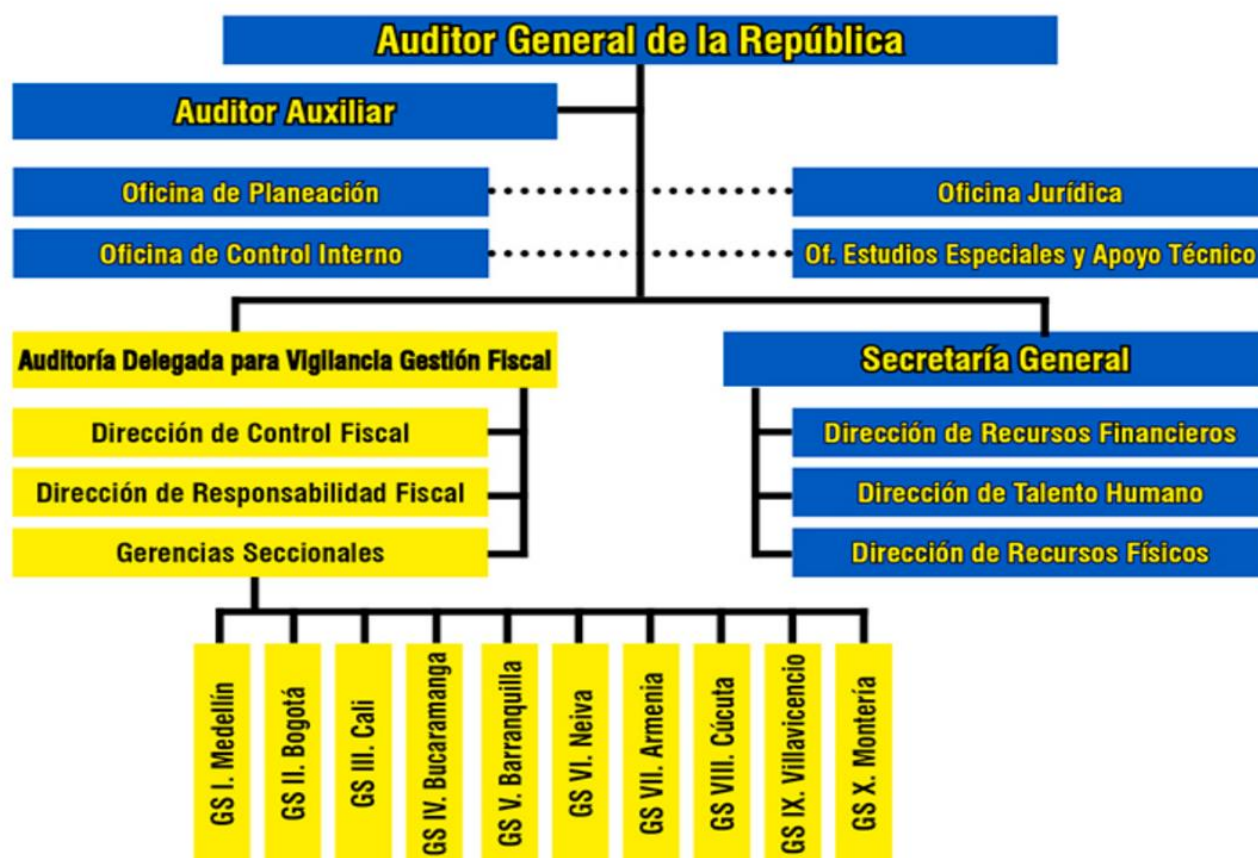 Auditor General de la República
Auditor Auxiliar
Oficina de Planeación
Oficina Jurídica
Oficina de Control Interno
Of. Estudios Especiales y Apoyo Técnico
Auditoría Delegada para Vigilancia Gestión Fiscal
Secretaría General
Dirección de Control Fiscal
Dirección de Recursos Financieros
Dirección de Responsabilidad Fiscal
Dirección de Talento Humano
Gerencias Seccionales
Dirección de Recursos Físicos
GS I. Medellín
GS II. Bogotá
GS III. Cali
GS IV. Bucaramanga
GS V. Barranquilla
GS VI. Neiva
GS VII. Armenia
GS VIII. Cúcuta
GS IX. Villavicencio
GS X. Montería